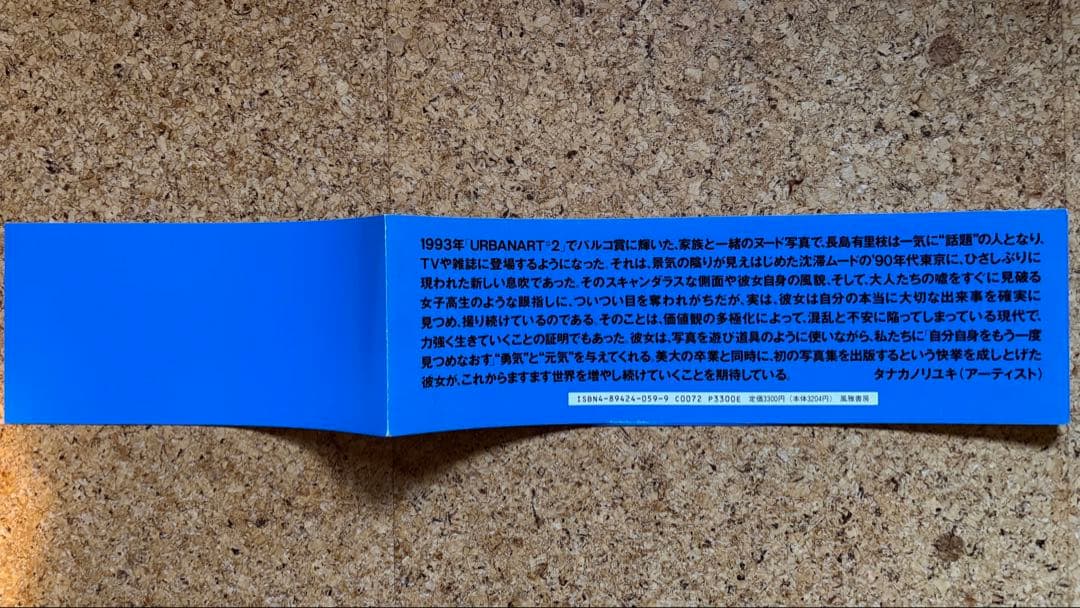 1993年「URBANART#2」でパルコ賞に輝いた、家族と一緒のヌード写真で、長島有里枝は一気に“話題”の人となり、
TVや雑誌に登場するようになった。それは、景気の陰りが見えはじめた沈滞ムードの'90年代東京に、ひさしぶりに
現われた新しい息吹であった。そのスキャンダラスな側面や彼女自身の風貌、そして、大人たちの嘘をすぐに見破る
女子高生のような眼指しに、ついつい目を奪われがちだが、実は、彼女は自分の本当に大切な出来事を確実に
見つめ、撮り続けているのである。そのことは、価値観の多極化によって、混乱と不安に陥ってしまっている現代で、
力強く生きていくことの証明でもあった。彼女は、写真を遊び道具のように使いながら、私たちに「自分自身をもう一度
見つめなおす」“勇気”と“元気”を与えてくれる。美大の卒業と同時に、初の写真集を出版するという快挙を成しとげた
彼女が、これからますます世界を増やし続けていくことを期待している。 タナカノリユキ（アーティスト）
ISBN4-89424-059-9 C0072 P3300E 定価3300円（本体3204円） 風雅書房